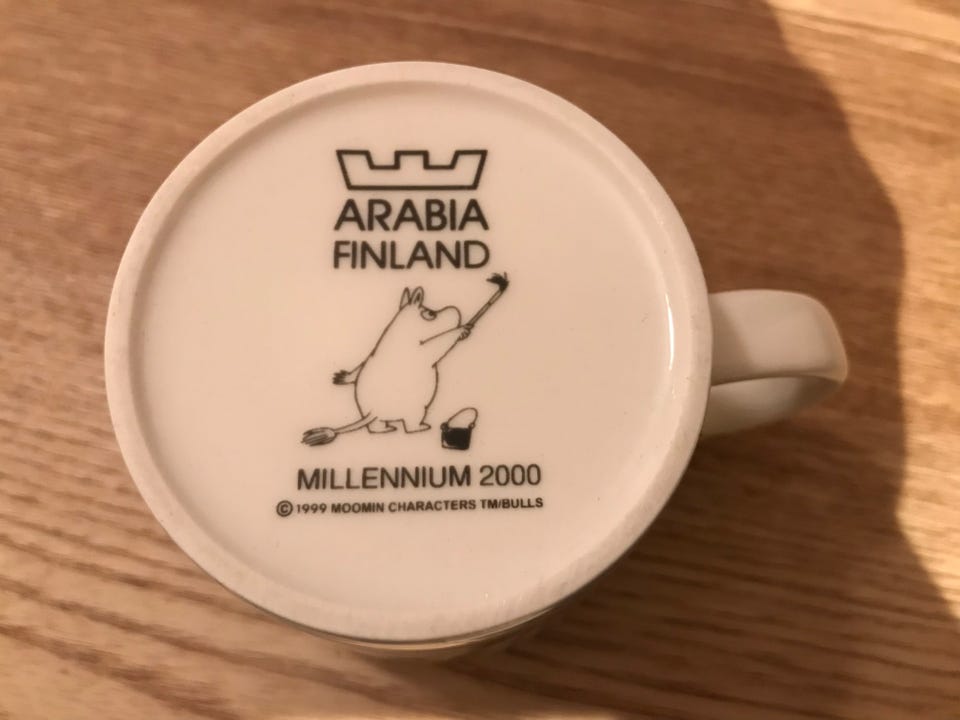 ARABIA
FINLAND
MILLENNIUM 2000
© 1999 MOOMIN CHARACTERS TM/BULLS